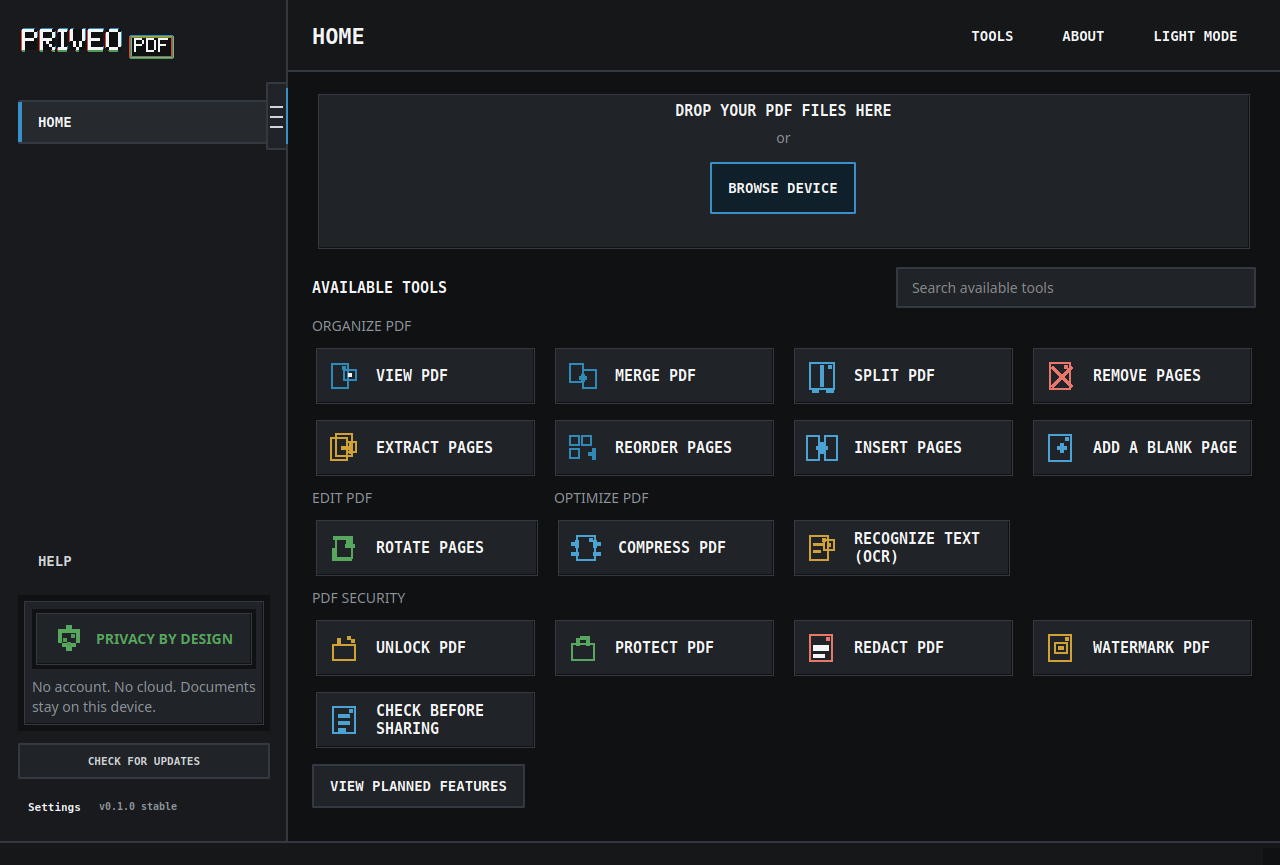 PRIVEO PDF
HOME
HELP
PRIVACY BY DESIGN
No account. No cloud. Documents
stay on this device.
CHECK FOR UPDATES
Settings v0.1.0 stable
HOME
TOOLS ABOUT LIGHT MODE
DROP YOUR PDF FILES HERE
or
BROWSE DEVICE
AVAILABLE TOOLS
Search available tools
ORGANIZE PDF
VIEW PDF MERGE PDF SPLIT PDF REMOVE PAGES
EXTRACT PAGES REORDER PAGES INSERT PAGES ADD A BLANK PAGE
EDIT PDF OPTIMIZE PDF
ROTATE PAGES COMPRESS PDF RECOGNIZE TEXT
(OCR)
PDF SECURITY
UNLOCK PDF PROTECT PDF REDACT PDF WATERMARK PDF
CHECK BEFORE
SHARING
VIEW PLANNED FEATURES